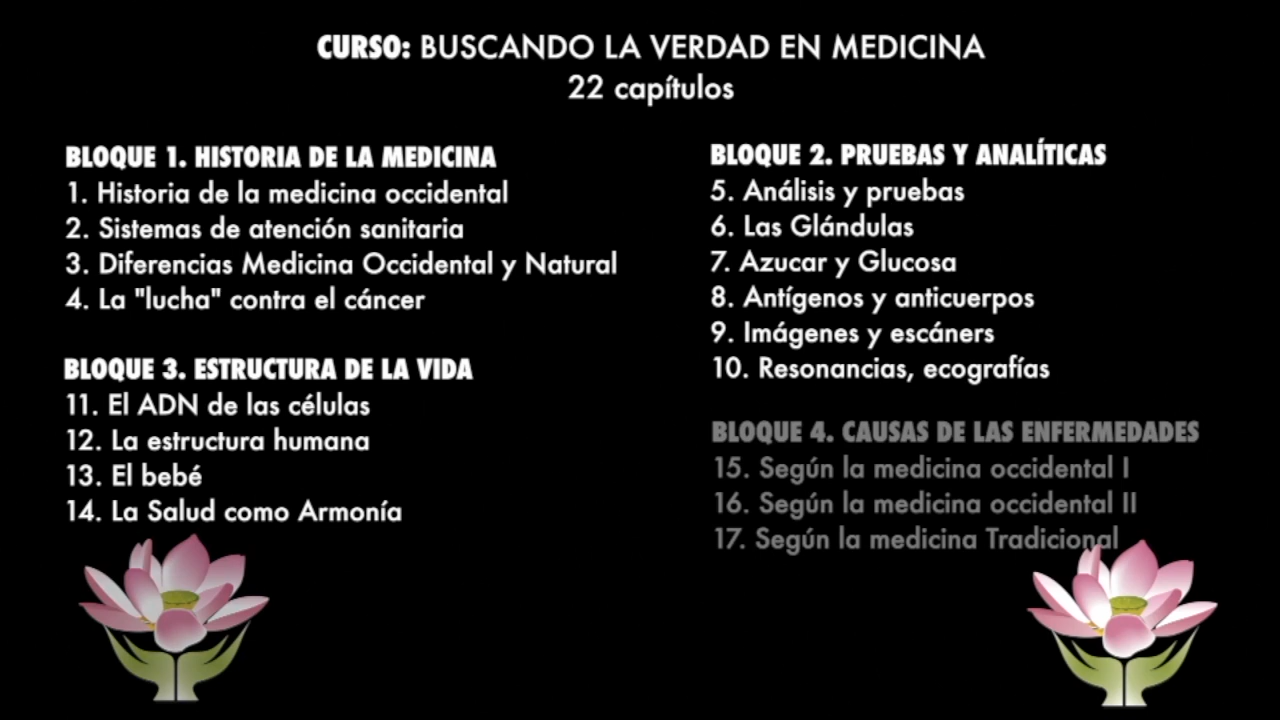 CURSO: BUSCANDO LA VERDAD EN MEDICINA
22 capítulos
BLOQUE 1. HISTORIA DE LA MEDICINA
1. Historia de la medicina occidental
2. Sistemas de atención sanitaria
3. Diferencias Medicina Occidental y Natural
4. La "lucha" contra el cáncer
BLOQUE 2. PRUEBAS Y ANALÍTICAS
5. Análisis y pruebas
6. Las Glándulas
7. Azucar y Glucosa
8. Antígenos y anticuerpos
9. Imágenes y escáners
10. Resonancias, ecografías
BLOQUE 3. ESTRUCTURA DE LA VIDA
11. El ADN de las células
12. La estructura humana
13. El bebé
14. La Salud como Armonía
BLOQUE 4. CAUSAS DE LAS ENFERMEDADES
15. Según la medicina occidental I
16. Según la medicina occidental II
17. Según la medicina Tradicional